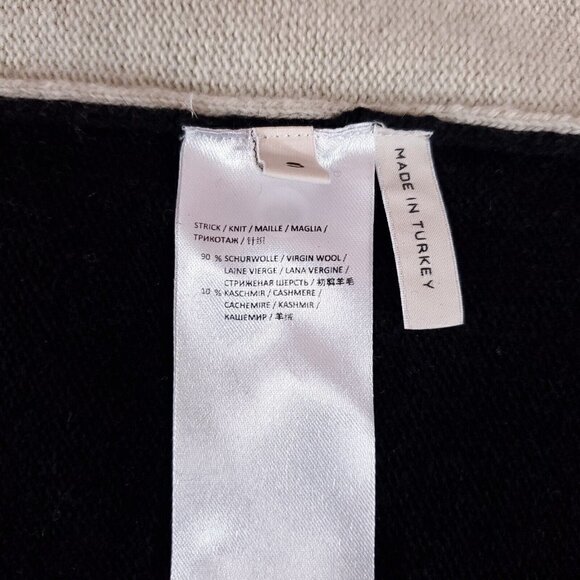 STRICK / KNIT / MAILLE / MAGLIA /
ТРИКОТАЖ / 针织
90 % SCHURWOLLE / VIRGIN WOOL /
LAINE VIERGE / LANA VERGINE /
СТРИЖЕНАЯ ШЕРСТЬ / 初剪羊毛
10 % KASCHMIR / CASHMERE /
CACHEMIRE / KASHMIR /
КАШЕМИР / 羊绒
MADE IN TURKEY